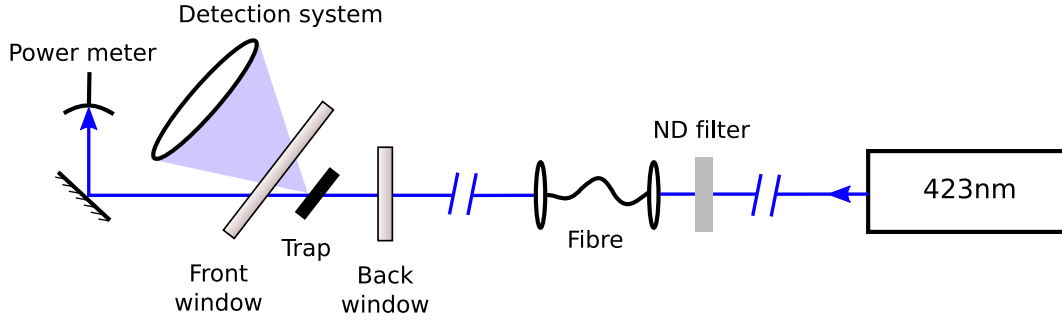 Detection system
Power meter
ND filter
423nm
Fibre
Trap
Front
window
Back
window